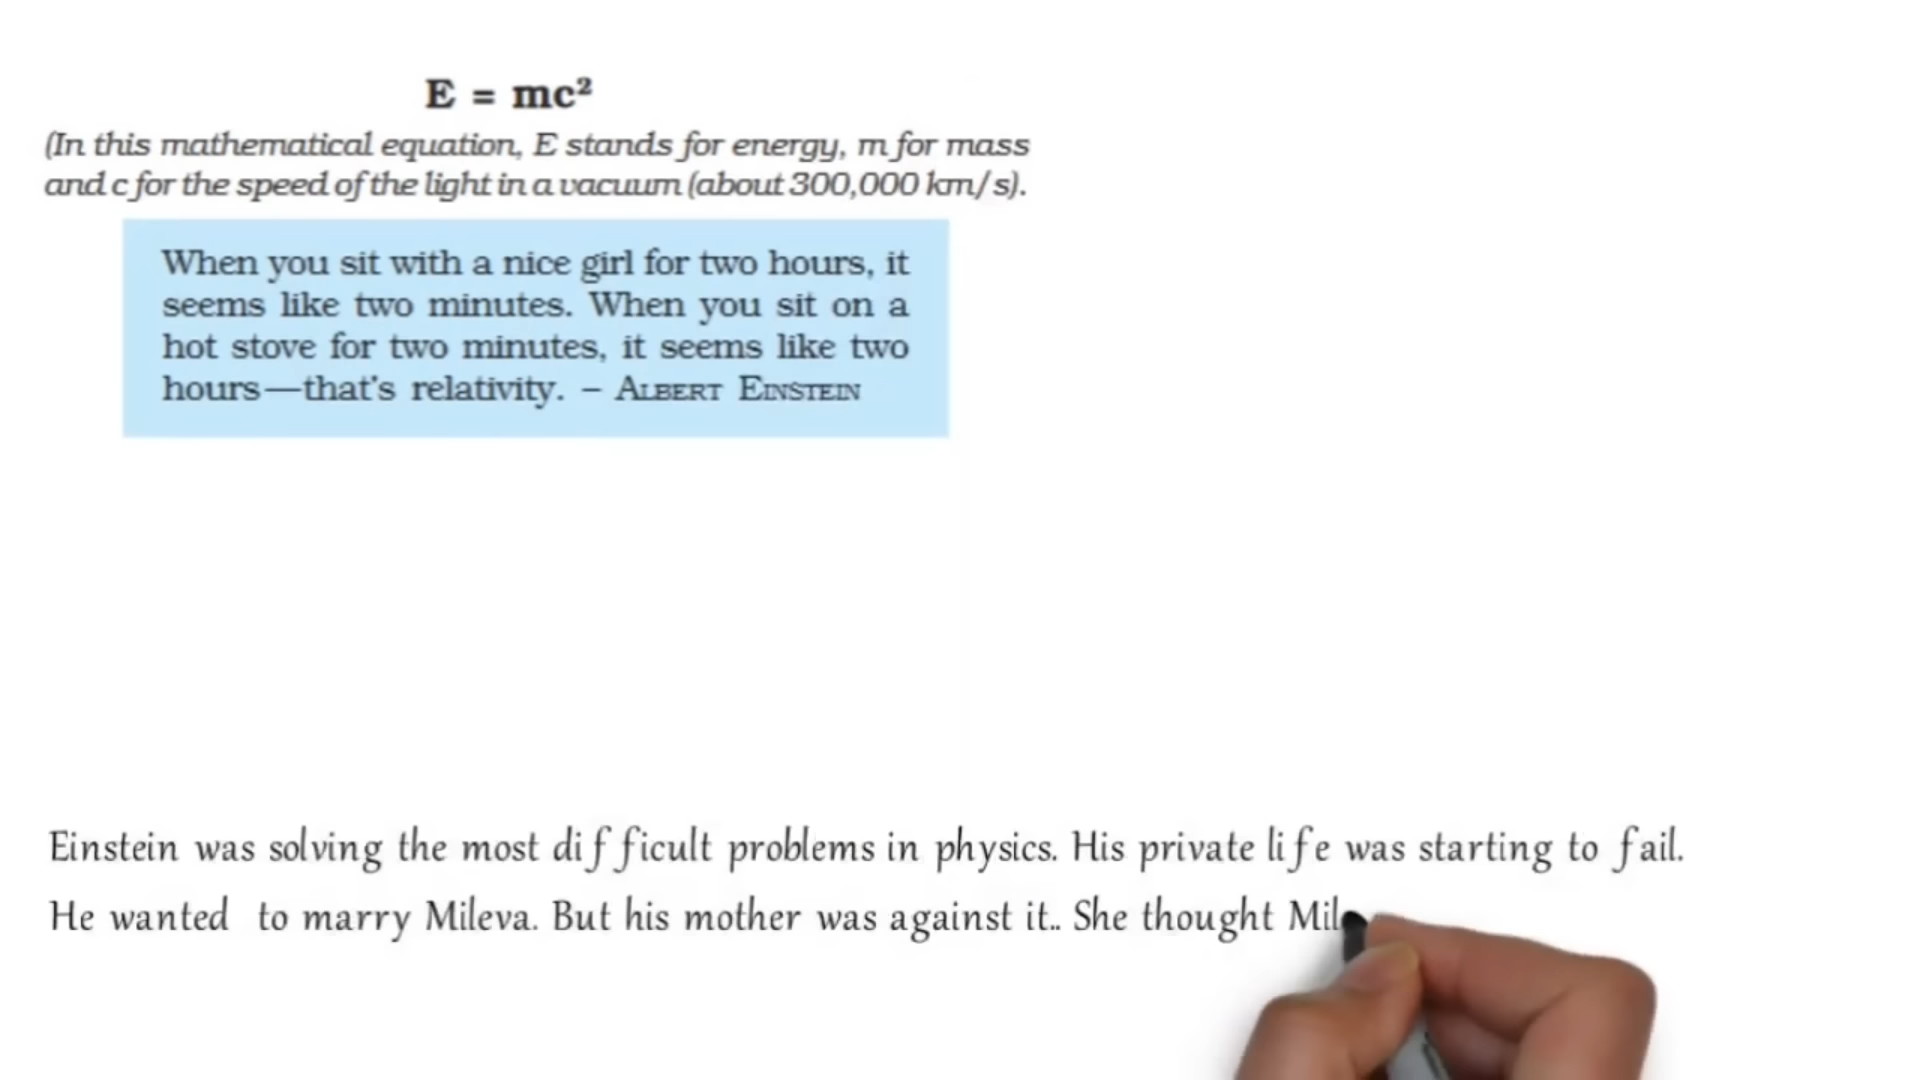 E = mc²
(In this mathematical equation, E stands for energy, m for mass
and c for the speed of the light in a vacuum (about 300,000 km/s).
When you sit with a nice girl for two hours, it
seems like two minutes. When you sit on a
hot stove for two minutes, it seems like two
hours—that's relativity. – ALBERT EINSTEIN
Einstein was solving the most difficult problems in physics. His private life was starting to fail.
He wanted to marry Mileva. But his mother was against it.. She thought Mil